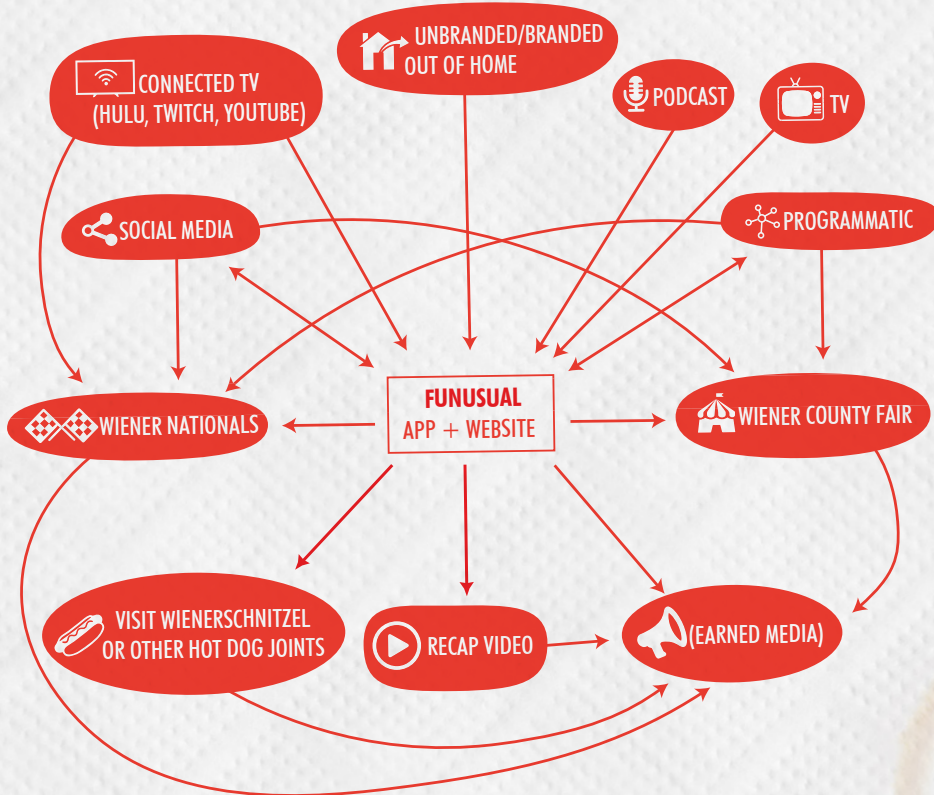 UNBRANDED/BRANDED
OUT OF HOME
CONNECTED TV
(HULU, TWITCH, YOUTUBE)
PODCAST
TV
SOCIAL MEDIA
PROGRAMMATIC
FUNUSUAL
APP + WEBSITE
WIENER NATIONALS
WIENER COUNTY FAIR
VISIT WIENERSCHNITZEL
OR OTHER HOT DOG JOINTS
RECAP VIDEO
(EARNED MEDIA)